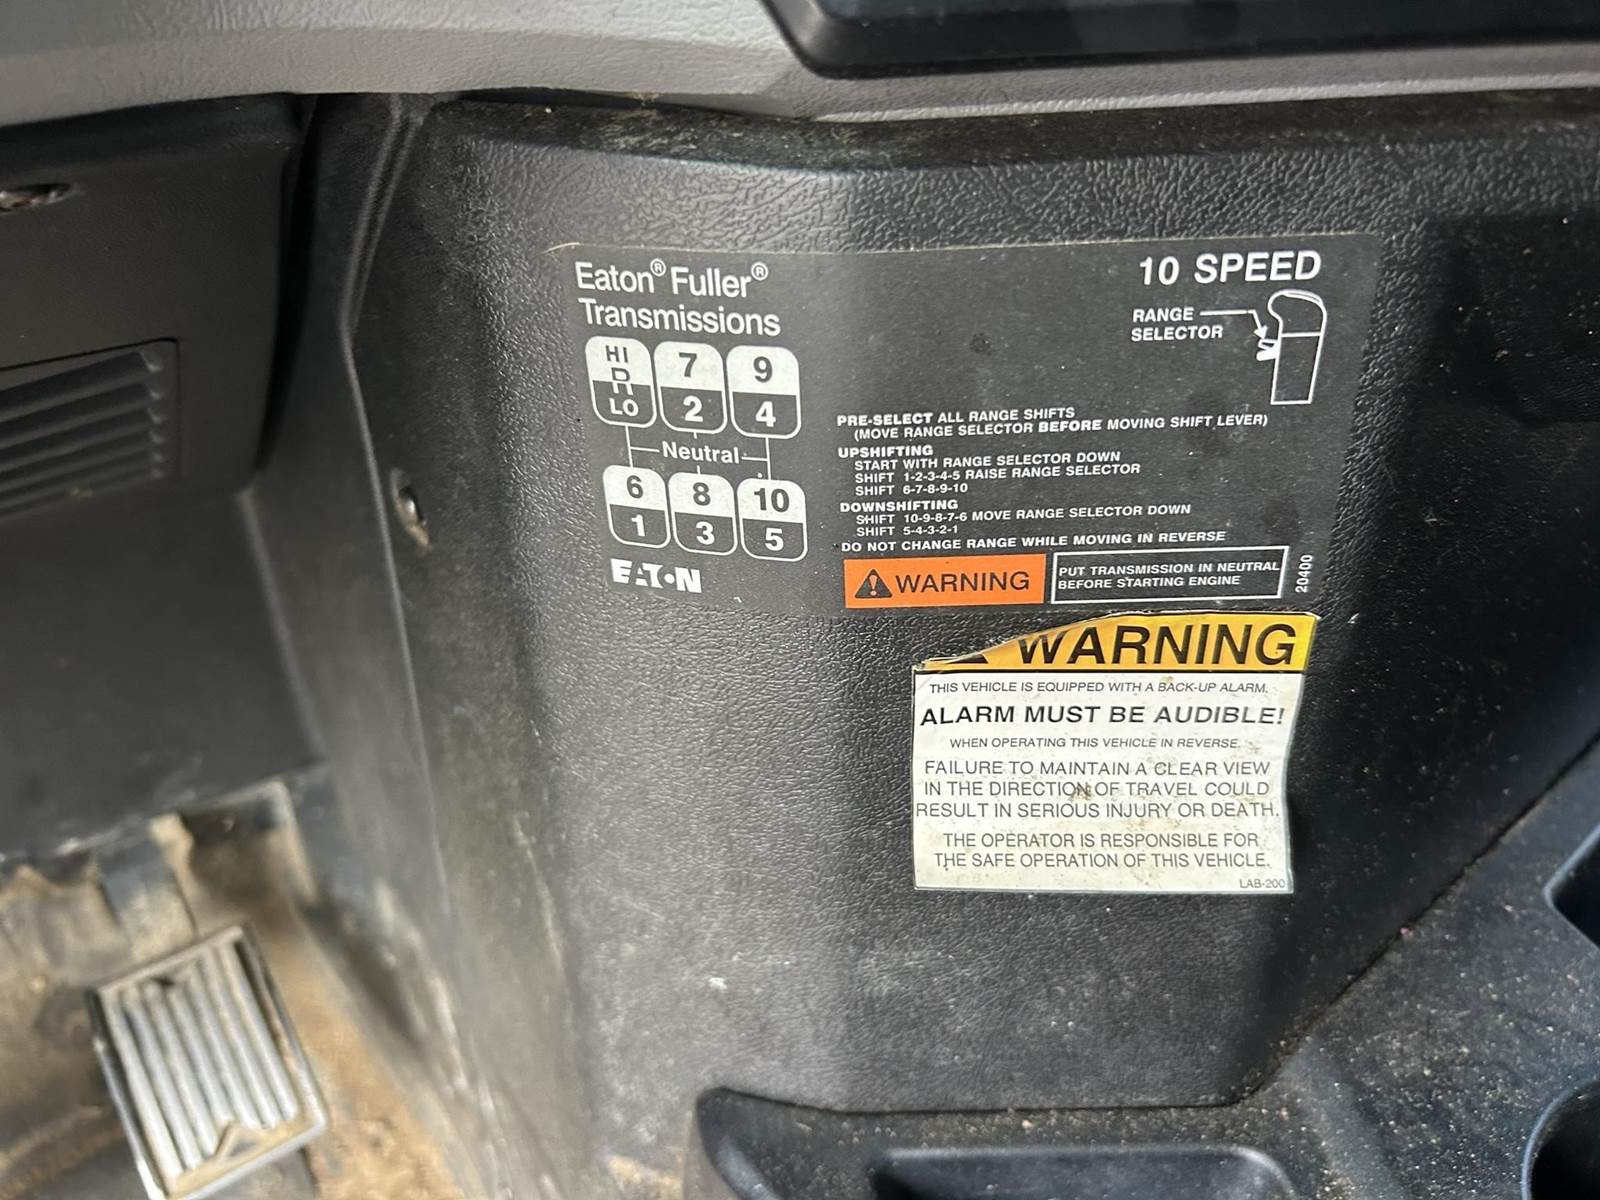 Eaton® Fuller®
Transmissions
10 SPEED
RANGE
SELECTOR
HI
R
LO
7
2
9
4
Neutral
6
1
8
3
10
5
EATON
PRE-SELECT ALL RANGE SHIFTS
(MOVE RANGE SELECTOR BEFORE MOVING SHIFT LEVER)
UPSHIFTING
START WITH RANGE SELECTOR DOWN
SHIFT 1-2-3-4-5 RAISE RANGE SELECTOR
SHIFT 6-7-8-9-10
DOWNSHIFTING
SHIFT 10-9-8-7-6 MOVE RANGE SELECTOR DOWN
SHIFT 5-4-3-2-1
DO NOT CHANGE RANGE WHILE MOVING IN REVERSE
WARNING
PUT TRANSMISSION IN NEUTRAL
BEFORE STARTING ENGINE
20400
WARNING
THIS VEHICLE IS EQUIPPED WITH A BACK-UP ALARM.
ALARM MUST BE AUDIBLE!
WHEN OPERATING THIS VEHICLE IN REVERSE.
FAILURE TO MAINTAIN A CLEAR VIEW
IN THE DIRECTION OF TRAVEL COULD
RESULT IN SERIOUS INJURY OR DEATH.
THE OPERATOR IS RESPONSIBLE FOR
THE SAFE OPERATION OF THIS VEHICLE.
LAB-200